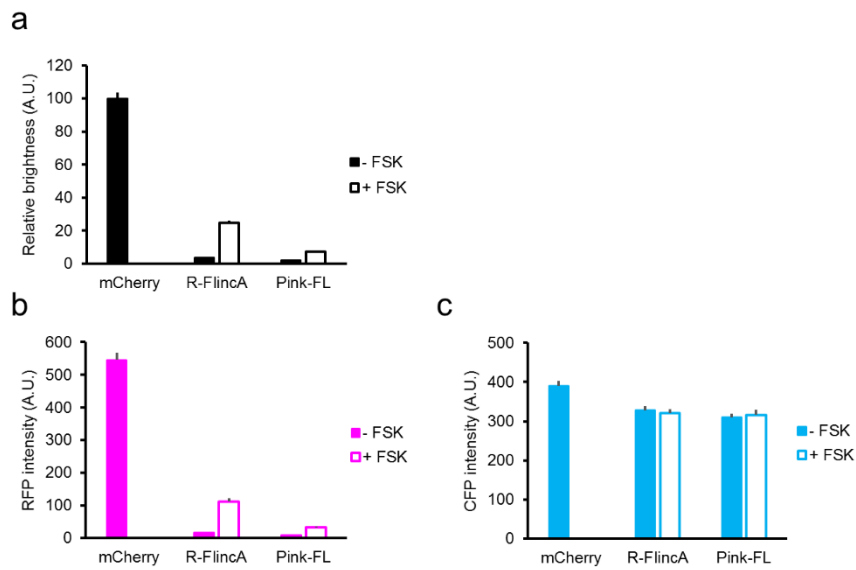 a
Relative brightness (A.U.)
120
100
80
60
40
20
0
mCherry
R-FlincA
Pink-FL
- FSK
+ FSK
b
RFP intensity (A.U.)
600
500
400
300
200
100
0
mCherry
R-FlincA
Pink-FL
- FSK
+ FSK
c
CFP intensity (A.U.)
500
400
300
200
100
0
mCherry
R-FlincA
Pink-FL
- FSK
+ FSK